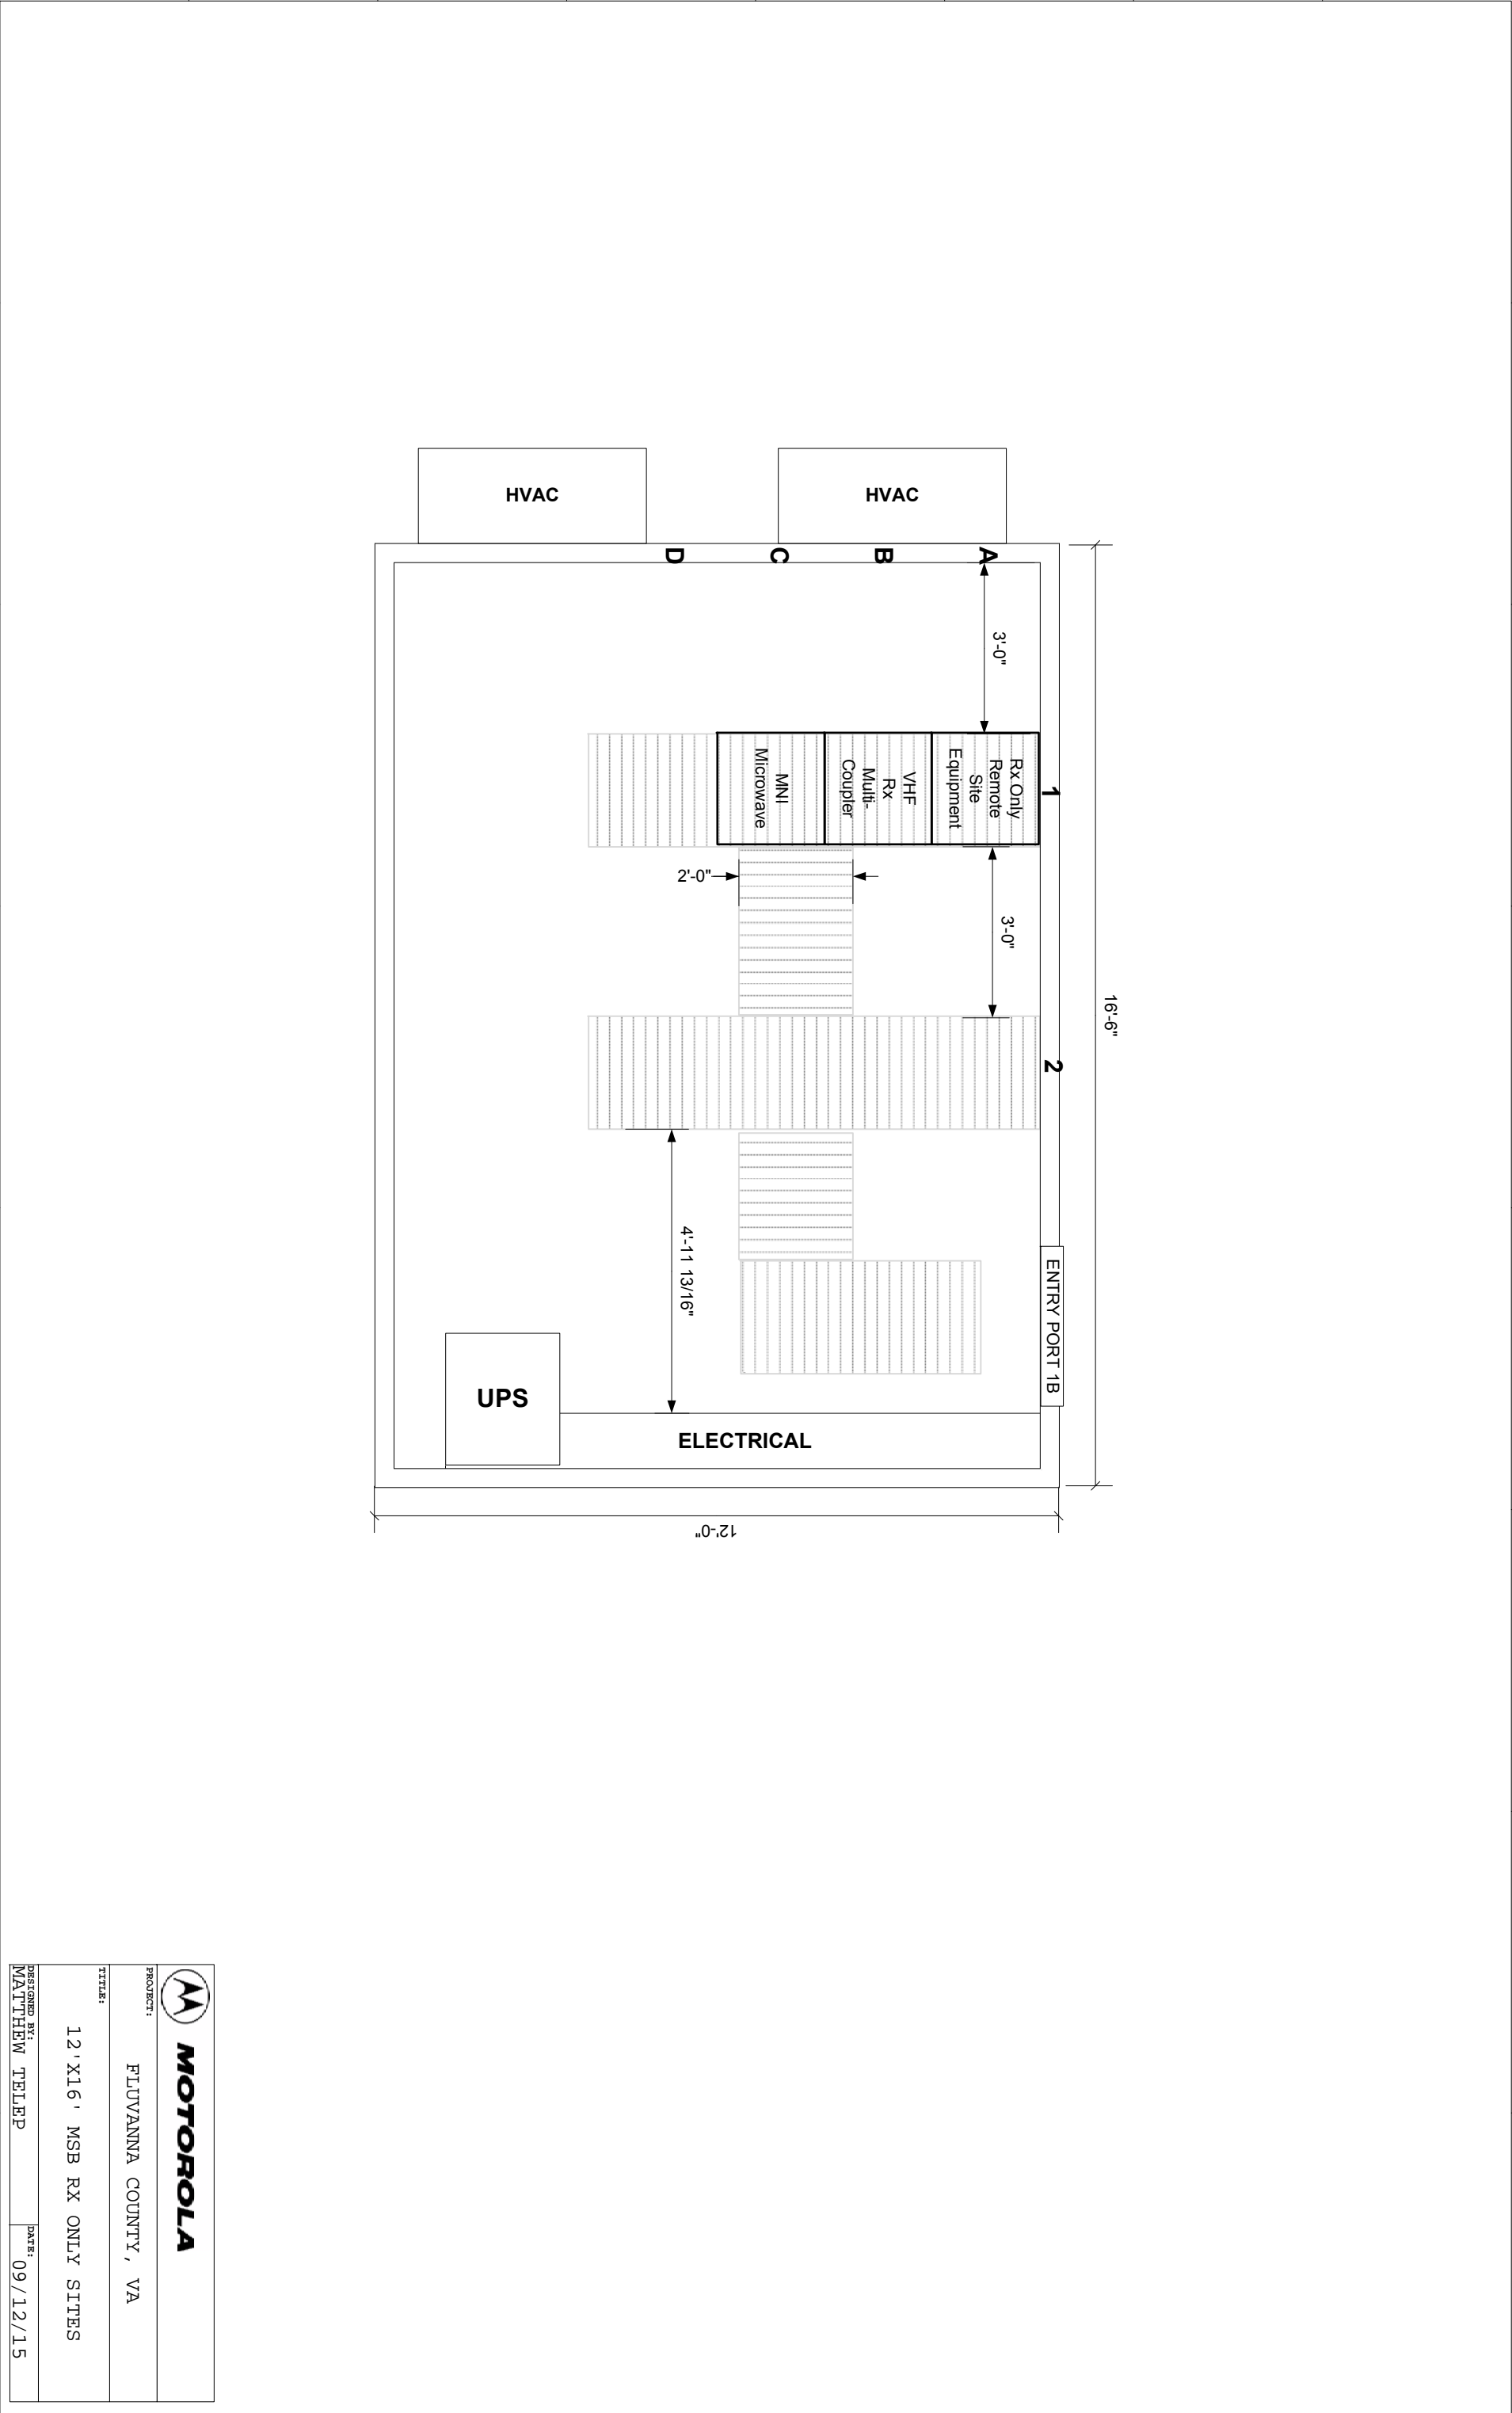 HVAC
HVAC
A
B
C
D
3'-0"
1
Rx Only
Remote
Site
Equipment
VHF
Rx
Multi-
Coupler
MNI
Microwave
2'-0"
3'-0"
16'-6"
2
4'-11 13/16"
ENTRY PORT 1B
UPS
ELECTRICAL
12'-0"
MOTOROLA
PROJECT:
FLUVANNA COUNTY, VA
TITLE:
12'X16' MSB RX ONLY SITES
DESIGNED BY:
MATTHEW TELEP
DATE:
09/12/15